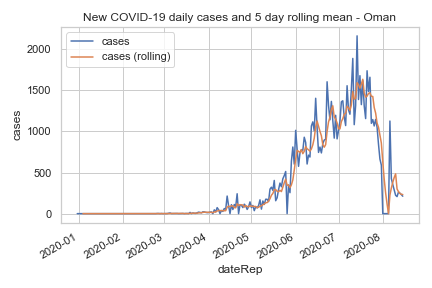 New COVID-19 daily cases and 5 day rolling mean - Oman
cases
cases (rolling)
2000
1500
1000
500
0
cases
2020-01
2020-02
2020-03
2020-04
2020-05
2020-06
2020-07
2020-08
dateRep